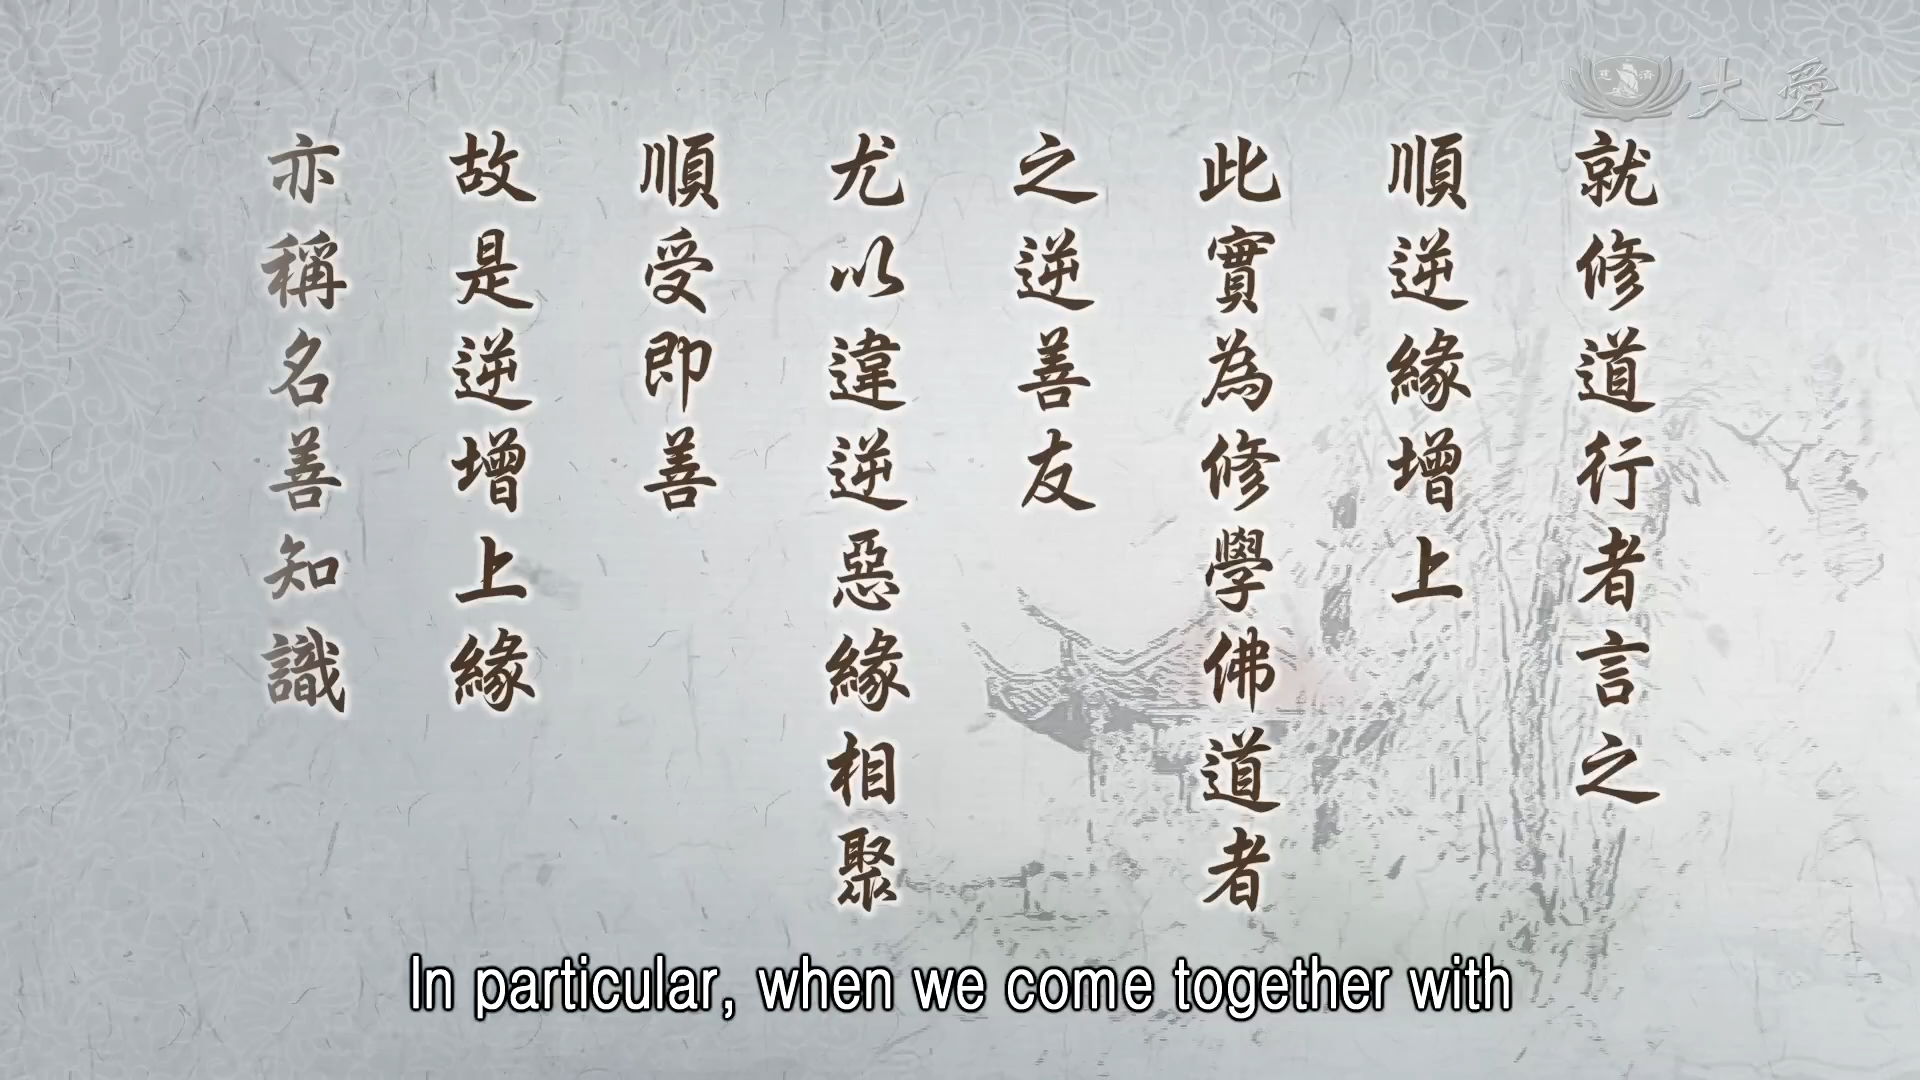 大愛
就修道行者言之
順逆緣增上
此實為修學佛道者
之逆善友
尤以違逆惡緣相聚
順受即善
故是逆增上緣
亦稱名善知識
In particular, when we come together with